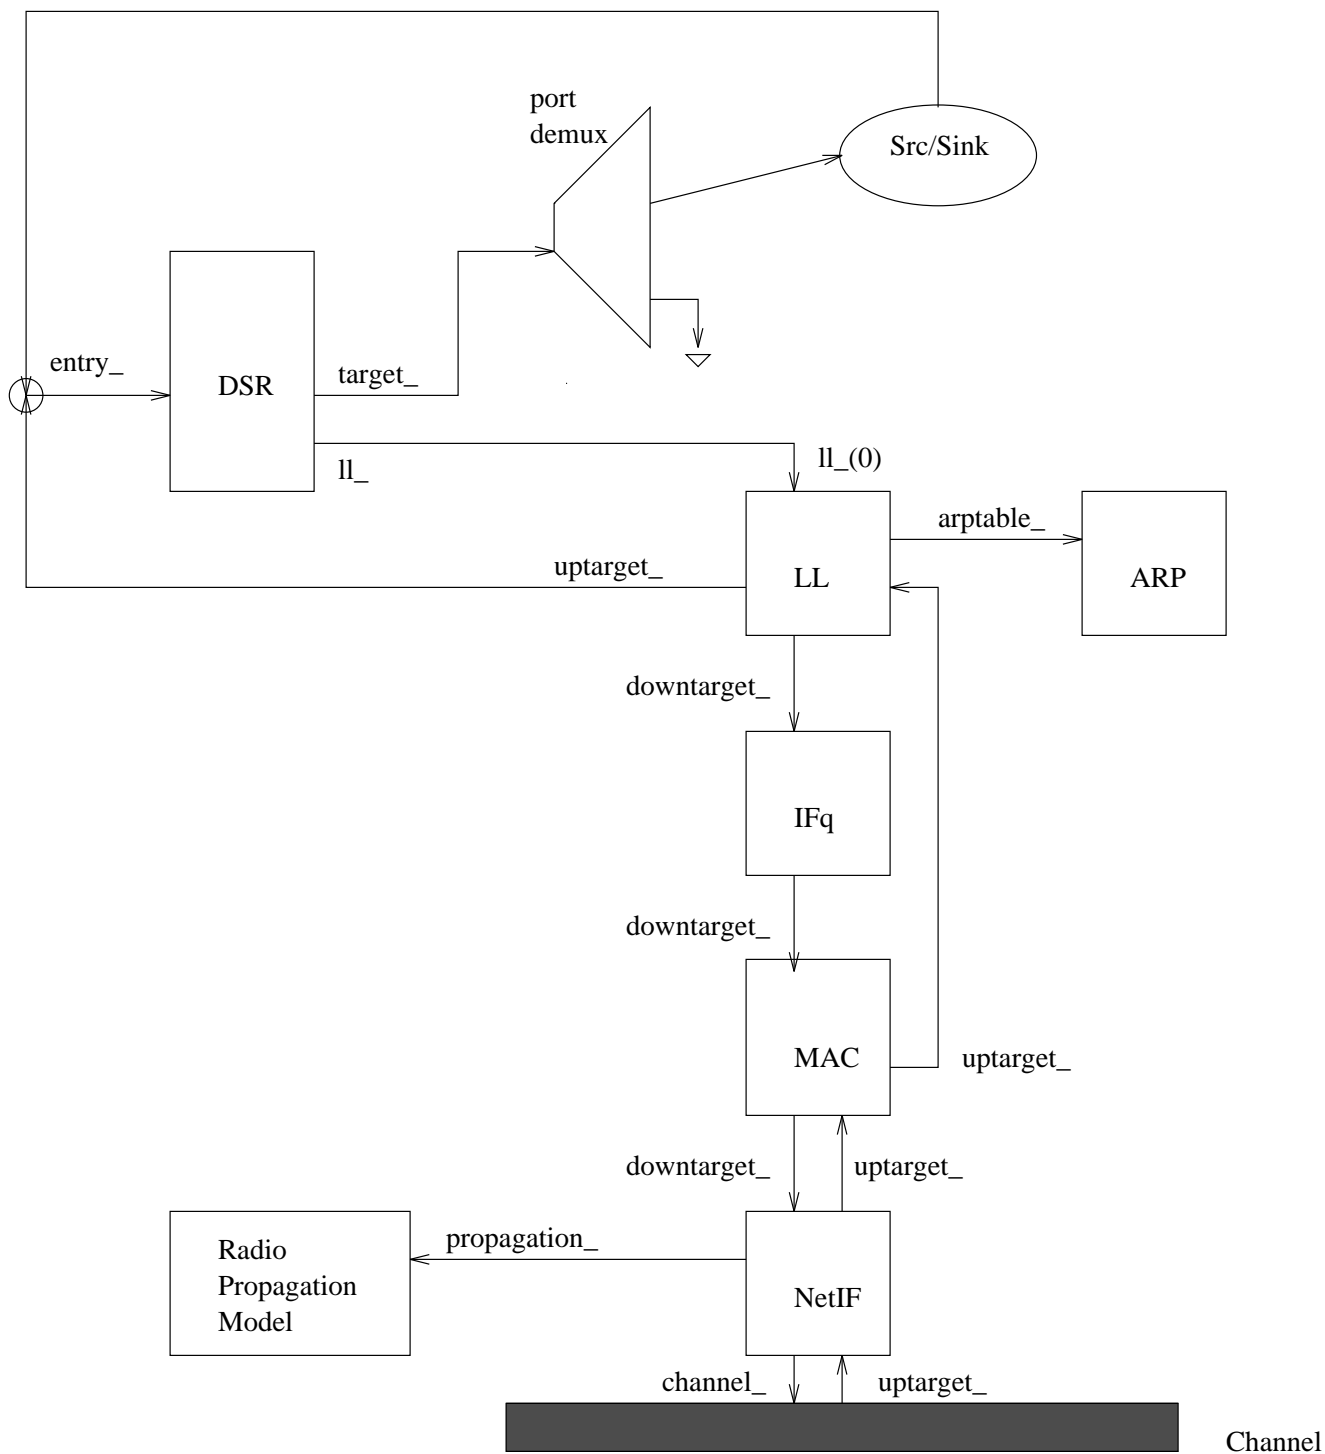 port
demux
Src/Sink
entry_
DSR
target_
ll_
ll_(0)
arptable_
uptarget_
LL
ARP
downtarget_
IFq
downtarget_
MAC
uptarget_
downtarget_
uptarget_
Radio
Propagation
Model
propagation_
NetIF
channel_
uptarget_
Channel